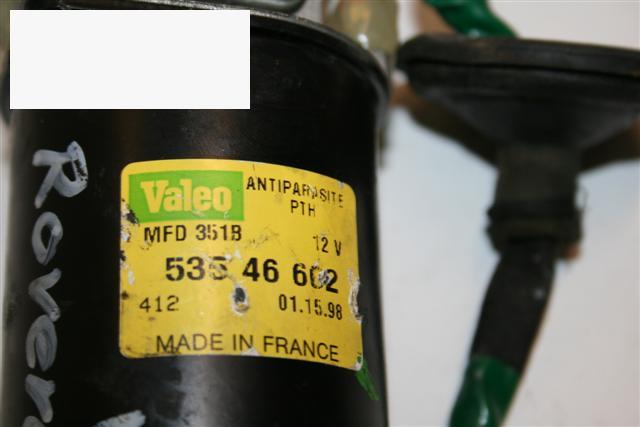 Valeo ANTIPARASITE
PTH
MFD 351B 12 V
535 46 602
412 01.15.98
MADE IN FRANCE
Rover